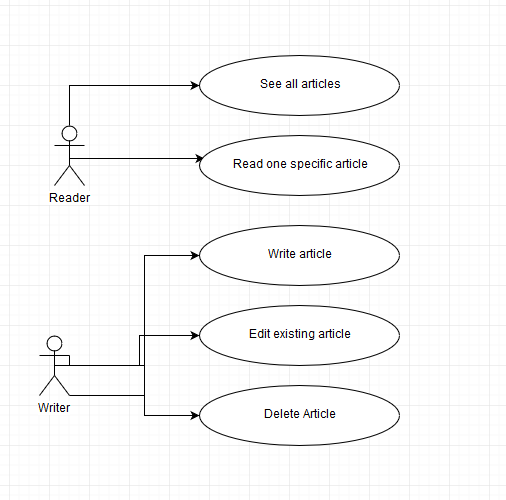 See all articles
Read one specific article
Reader
Write article
Edit existing article
Writer
Delete Article